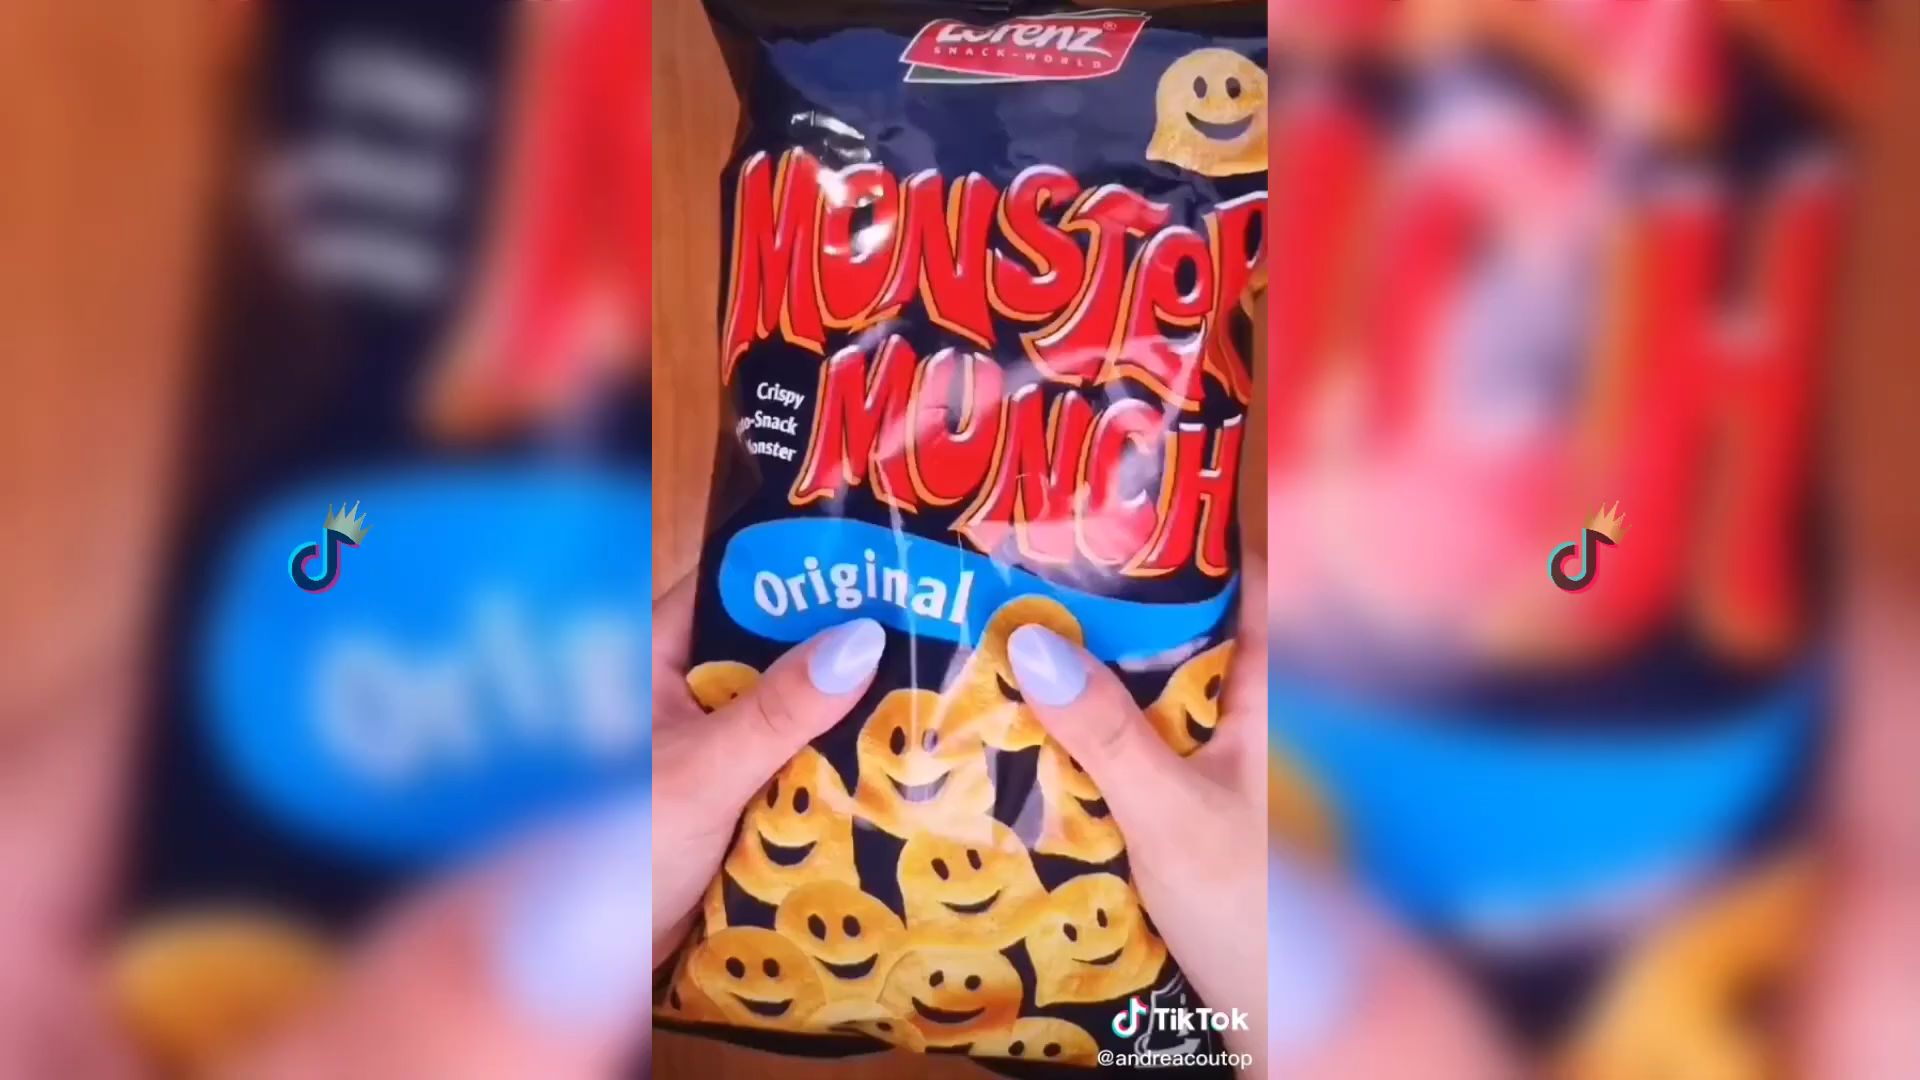 Lorenz®
SNACK-WORLD
MONSTER
MUNCH
Crispy
-Snack
Original
TikTok
@andreacoutop